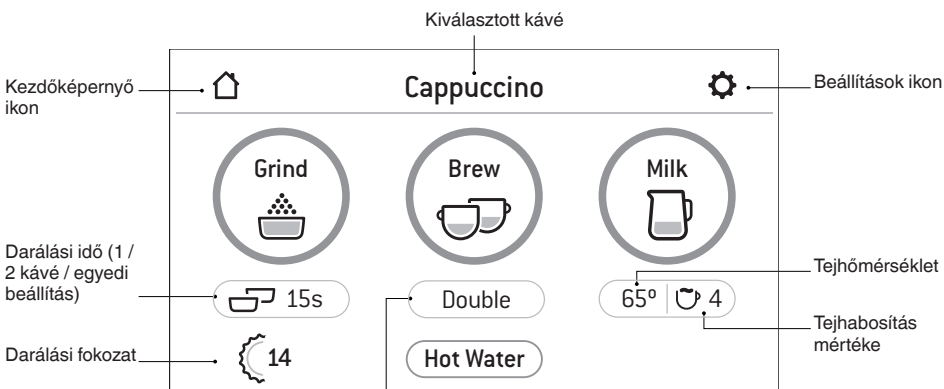 Kiválasztott kávé
Kezdőképernyő
ikon
Cappuccino
Beállítások ikon
Grind
Brew
Milk
Darálási idő (1 /
2 kávé / egyedi
beállítás)
15s
Double
65º
4
Tejhőmérséklet
Tejhabosítás
mértéke
Darálási fokozat
14
Hot Water